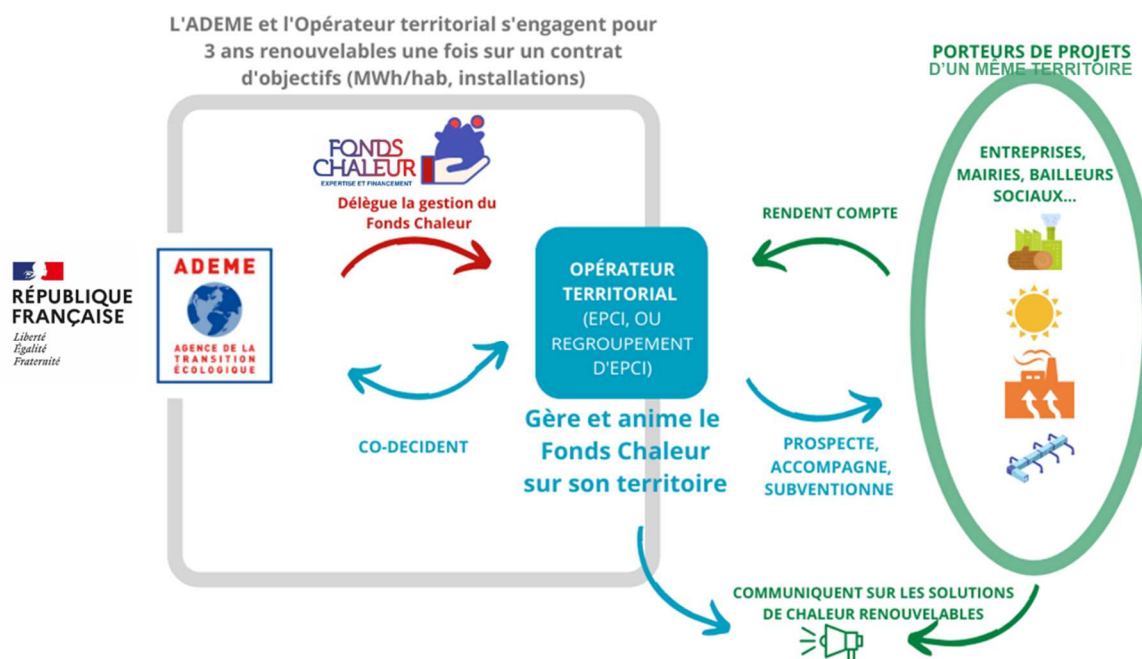 L'ADEME et l'Opérateur territorial s'engagent pour
3 ans renouvelables une fois sur un contrat
d'objectifs (MWh/hab, installations)
PORTEURS DE PROJETS
D'UN MÊME TERRITOIRE
FONDS
CHALEUR
EXPERTISE ET FINANCEMENT
Délègue la gestion du
Fonds Chaleur
ENTREPRISES,
MAIRIES, BAILLEURS
SOCIAUX...
RENDENT COMPTE
RÉPUBLIQUE
FRANÇAISE
Liberté
Égalité
Fraternité
ADEME
AGENCE DE LA
TRANSITION
ÉCOLOGIQUE
OPÉRATEUR
TERRITORIAL
(EPCI, OU
REGROUPEMENT
D'EPCI)
CO-DECIDENT
Gère et anime le
Fonds Chaleur
sur son territoire
PROSPECTE,
ACCOMPAGNE,
SUBVENTIONNE
COMMUNIQUENT SUR LES SOLUTIONS
DE CHALEUR RENOUVELABLES